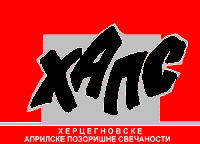 ХАПС
ХЕРЦЕГНОВСКЕ
АПРИЛСКЕ ПОЗОРИШНЕ СВЕЧАНОСТИ